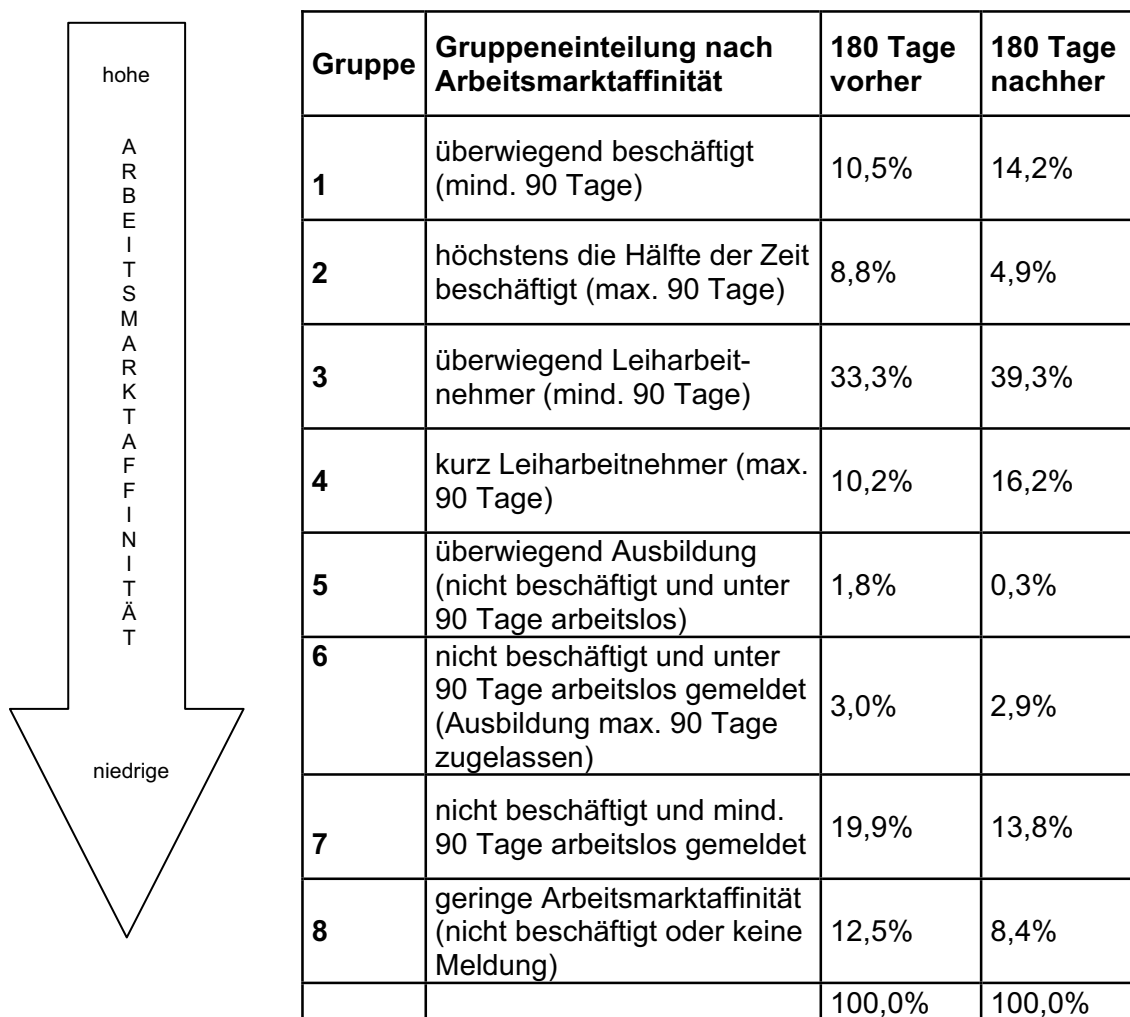 hohe
A
R
B
E
I
T
S
M
A
R
K
T
A
F
F
I
N
I
T
Ä
T
niedrige
Gruppe
Gruppeneinteilung nach
Arbeitsmarktaffinität
180 Tage
vorher
180 Tage
nachher
1
überwiegend beschäftigt
(mind. 90 Tage)
10,5%
14,2%
2
höchstens die Hälfte der Zeit
beschäftigt (max. 90 Tage)
8,8%
4,9%
3
überwiegend Leiharbeit-
nehmer (mind. 90 Tage)
33,3%
39,3%
4
kurz Leiharbeitnehmer (max.
90 Tage)
10,2%
16,2%
5
überwiegend Ausbildung
(nicht beschäftigt und unter
90 Tage arbeitslos)
1,8%
0,3%
6
nicht beschäftigt und unter
90 Tage arbeitslos gemeldet
(Ausbildung max. 90 Tage
zugelassen)
3,0%
2,9%
7
nicht beschäftigt und mind.
90 Tage arbeitslos gemeldet
19,9%
13,8%
8
geringe Arbeitsmarktaffinität
(nicht beschäftigt oder keine
Meldung)
12,5%
8,4%
100,0%
100,0%